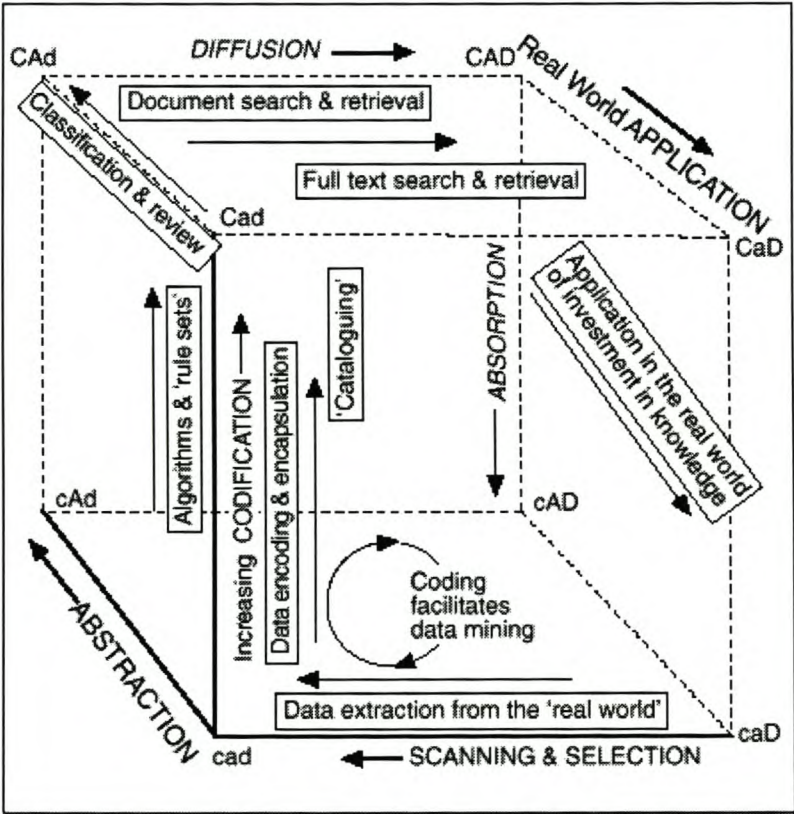 DIFFUSION
CAd
CAD
Real World APPLICATION
Document search & retrieval
Classification & review
Full text search & retrieval
Cad
CaD
ABSORPTION
Application in the real world
of investment in knowledge
'Cataloguing'
Algorithms & 'rule sets'
Increasing CODIFICATION
Data encoding & encapsulation
cAd
cAD
Coding
facilitates
data mining
ABSTRACTION
Data extraction from the 'real world'
cad
SCANNING & SELECTION
caD